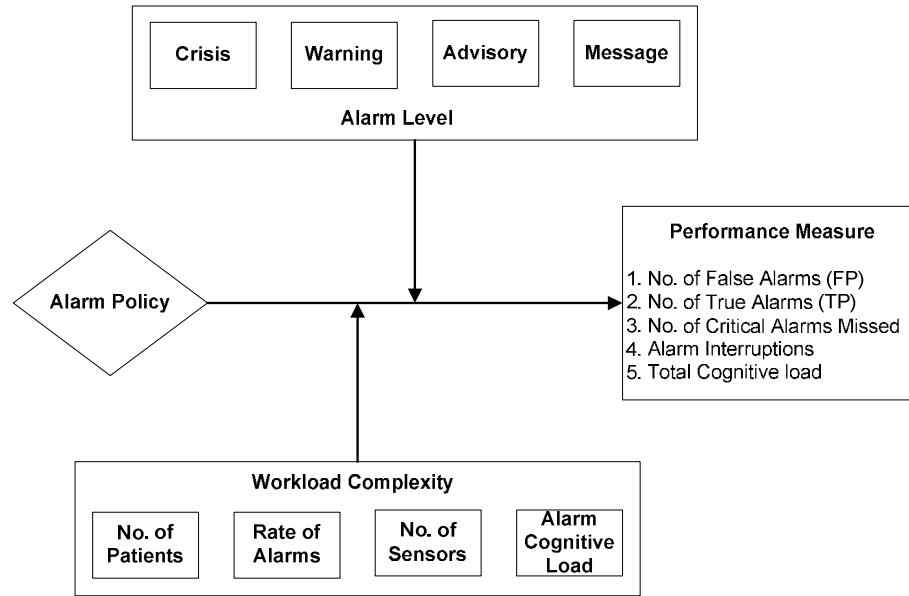 Crisis
Warning
Advisory
Message
Alarm Level
Alarm Policy
Performance Measure
1. No. of False Alarms (FP)
2. No. of True Alarms (TP)
3. No. of Critical Alarms Missed
4. Alarm Interruptions
5. Total Cognitive load
Workload Complexity
No. of
Patients
Rate of
Alarms
No. of
Sensors
Alarm
Cognitive
Load